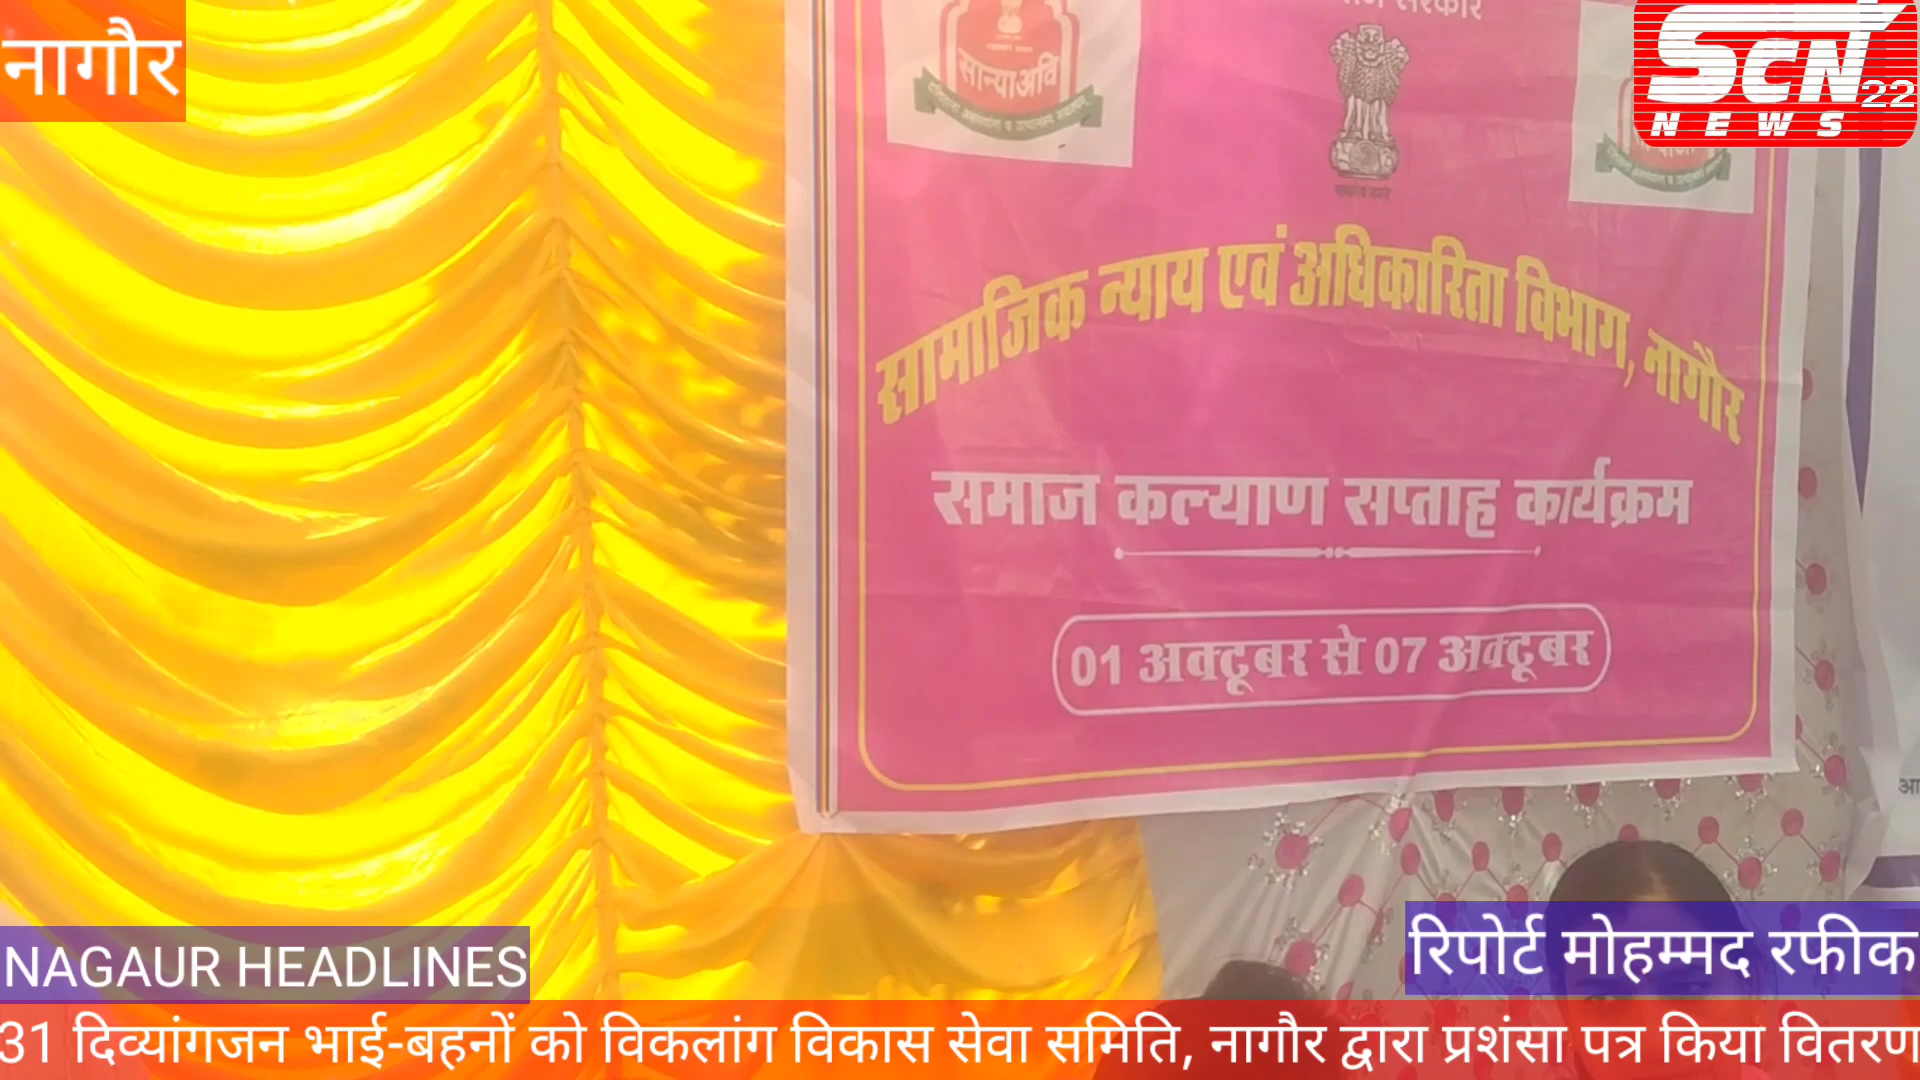 नागौर
सरकार
SCN
22
NEWS
सान्याअवि
सामाजिक न्याय एवं अधिकारिता विभाग, नागौर
समाज कल्याण सप्ताह कार्यक्रम
01 अक्टूबर से 07 अक्टूबर
आ
NAGAUR HEADLINES
रिपोर्ट मोहम्मद रफीक
31 दिव्यांगजन भाई-बहनों को विकलांग विकास सेवा समिति, नागौर द्वारा प्रशंसा पत्र किया वितरण